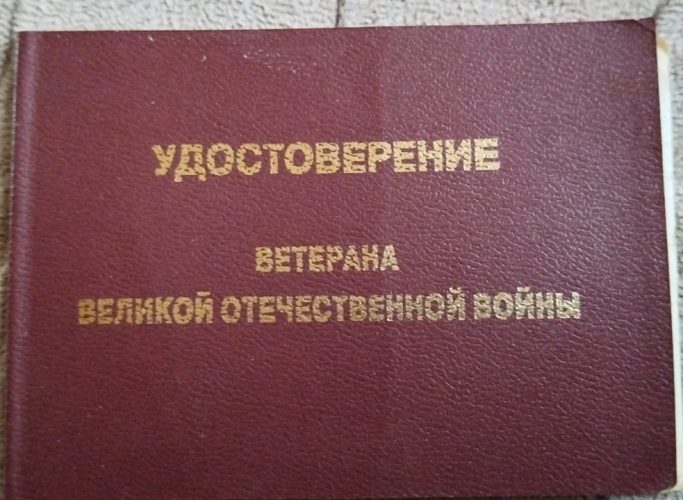 УДОСТОВЕРЕНИЕ
ВЕТЕРАНА
ВЕЛИКОЙ ОТЕЧЕСТВЕННОЙ ВОЙНЫ